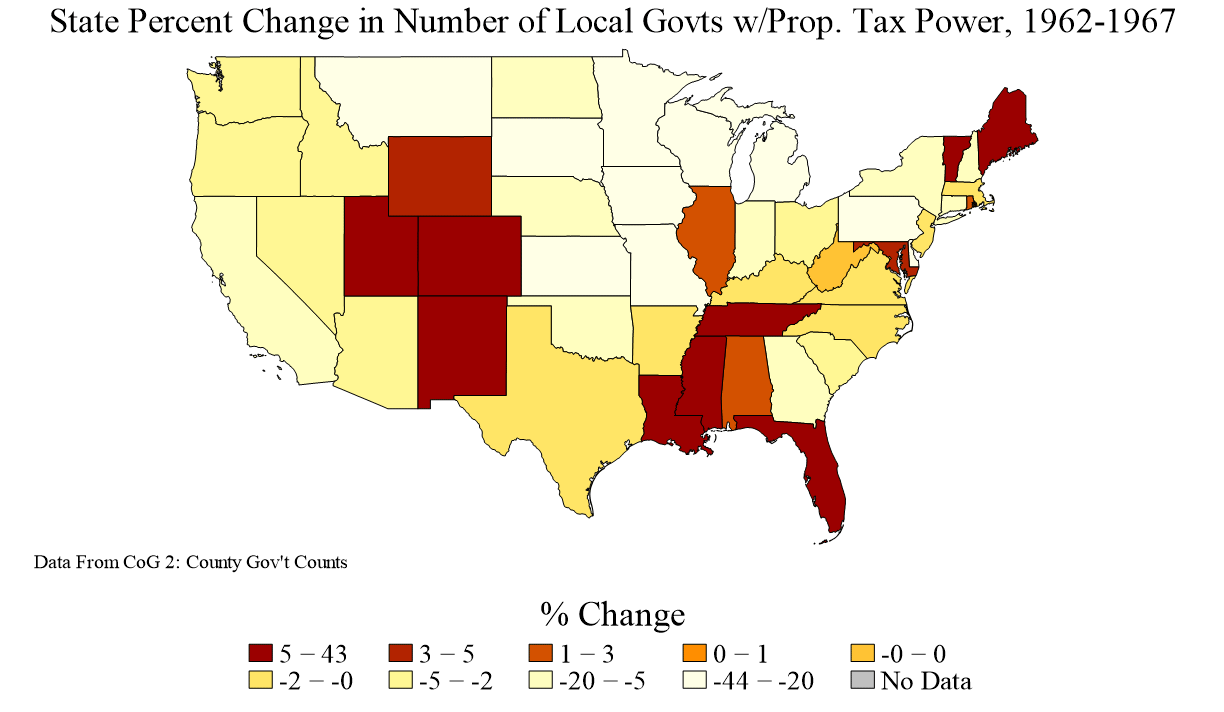 State Percent Change in Number of Local Govts w/Prop. Tax Power, 1962-1967
Data From CoG 2: County Gov't Counts
% Change
5 − 43 3 − 5 1 − 3 0 − 1 -0 − 0
-2 − -0 -5 − -2 -20 − -5 -44 − -20 No Data